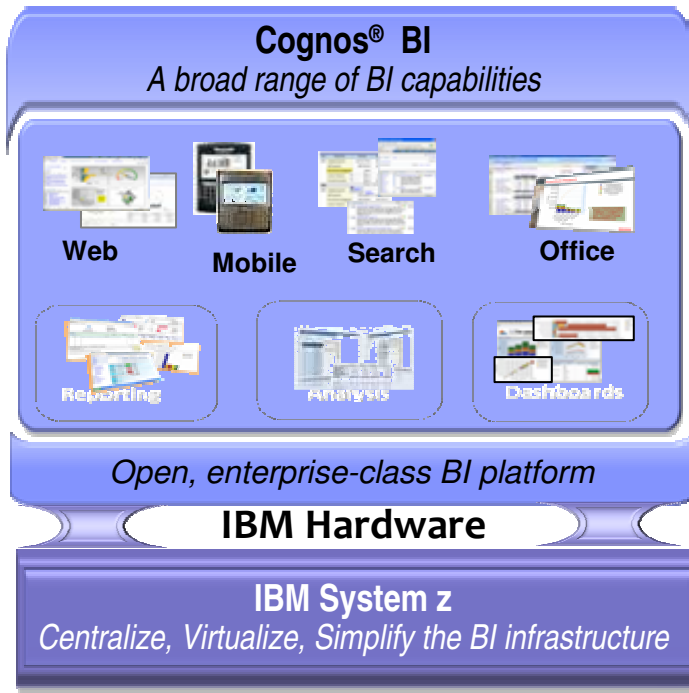 Cognos® BI
A broad range of BI capabilities
Web
Mobile
Search
Office
Reporting
Analysis
Dashboards
Open, enterprise-class BI platform
IBM Hardware
IBM System z
Centralize, Virtualize, Simplify the BI infrastructure